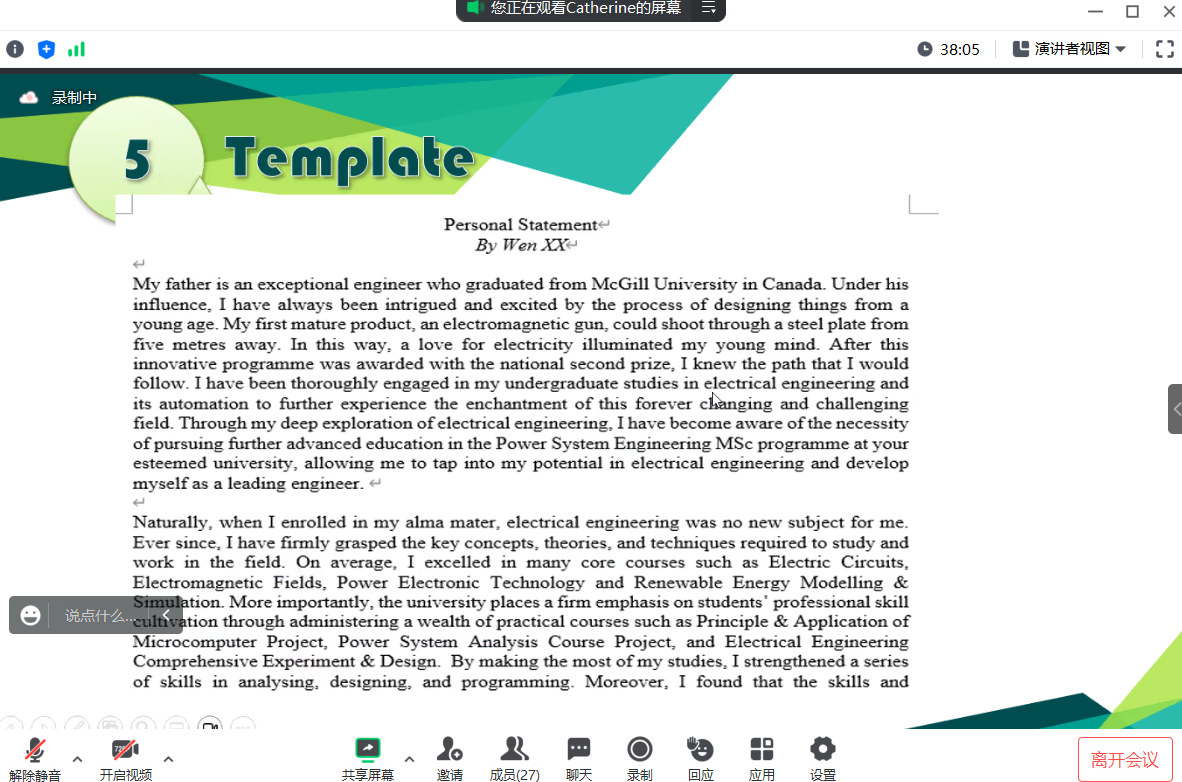 您正在观看Catherine的屏幕
38:05
演讲者视图
录制中
5 Template
Personal Statement
By Wen XX
My father is an exceptional engineer who graduated from McGill University in Canada. Under his
influence, I have always been intrigued and excited by the process of designing things from a
young age. My first mature product, an electromagnetic gun, could shoot through a steel plate from
five metres away. In this way, a love for electricity illuminated my young mind. After this
innovative programme was awarded with the national second prize, I knew the path that I would
follow. I have been thoroughly engaged in my undergraduate studies in electrical engineering and
its automation to further experience the enchantment of this forever changing and challenging
field. Through my deep exploration of electrical engineering, I have become aware of the necessity
of pursuing further advanced education in the Power System Engineering MSc programme at your
esteemed university, allowing me to tap into my potential in electrical engineering and develop
myself as a leading engineer.
Naturally, when I enrolled in my alma mater, electrical engineering was no new subject for me.
Ever since, I have firmly grasped the key concepts, theories, and techniques required to study and
work in the field. On average, I excelled in many core courses such as Electric Circuits,
Electromagnetic Fields, Power Electronic Technology and Renewable Energy Modelling &
Simulation. More importantly, the university places a firm emphasis on students’ professional skill
cultivation through administering a wealth of practical courses such as Principle & Application of
Microcomputer Project, Power System Analysis Course Project, and Electrical Engineering
Comprehensive Experiment & Design. By making the most of my studies, I strengthened a series
of skills in analysing, designing, and programming. Moreover, I found that the skills and
说点什么...
720
解除静音
开启视频
共享屏幕
邀请
成员(27)
聊天
录制
回应
应用
设置
离开会议